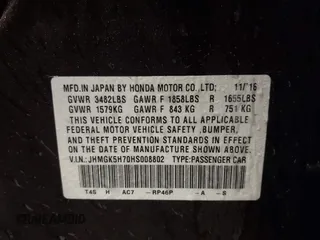 MFD.IN JAPAN BY HONDA MOTOR CO.,LTD. 11/16
GVWR 3482LBS GAWR F 1858LBS R 1655LBS
GVWR 1579KG GAWR F 843 KG R 751 KG
THIS VEHICLE CONFORMS TO ALL APPLICABLE
FEDERAL MOTOR VEHICLE SAFETY ,BUMPER,
AND THEFT PREVENTION STANDARDS IN EFFECT
ON THE DATE OF MANUFACTURE SHOWN ABOVE.
V.I.N.:JHMGK5H70HS008802 TYPE:PASSENGER CAR
H AC7 -RP46P -A -S
AUTOMOTO